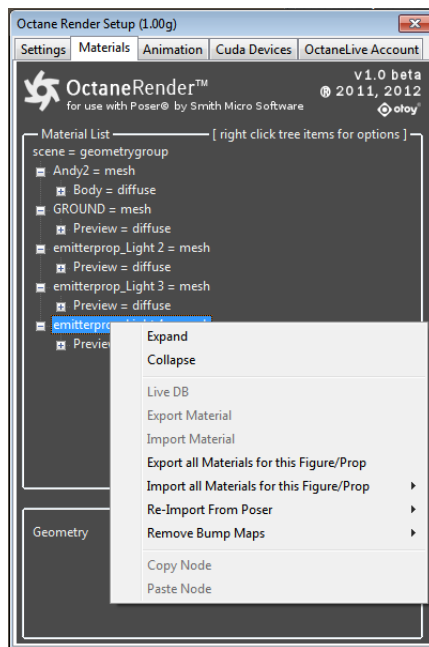 Octane Render Setup (1.00g)
Settings Materials Animation Cuda Devices OctaneLive Account
OctaneRender™
for use with Poser® by Smith Micro Software
v1.0 beta
® 2011, 2012
otoy
Material List [ right click tree items for options ]
scene = geometrygroup
Andy2 = mesh
Body = diffuse
GROUND = mesh
Preview = diffuse
emitterprop_Light 2 = mesh
Preview = diffuse
emitterprop_Light 3 = mesh
Preview = diffuse
Expand
Collapse
Live DB
Export Material
Import Material
Export all Materials for this Figure/Prop
Import all Materials for this Figure/Prop
Re-Import From Poser
Remove Bump Maps
Copy Node
Paste Node
Geometry